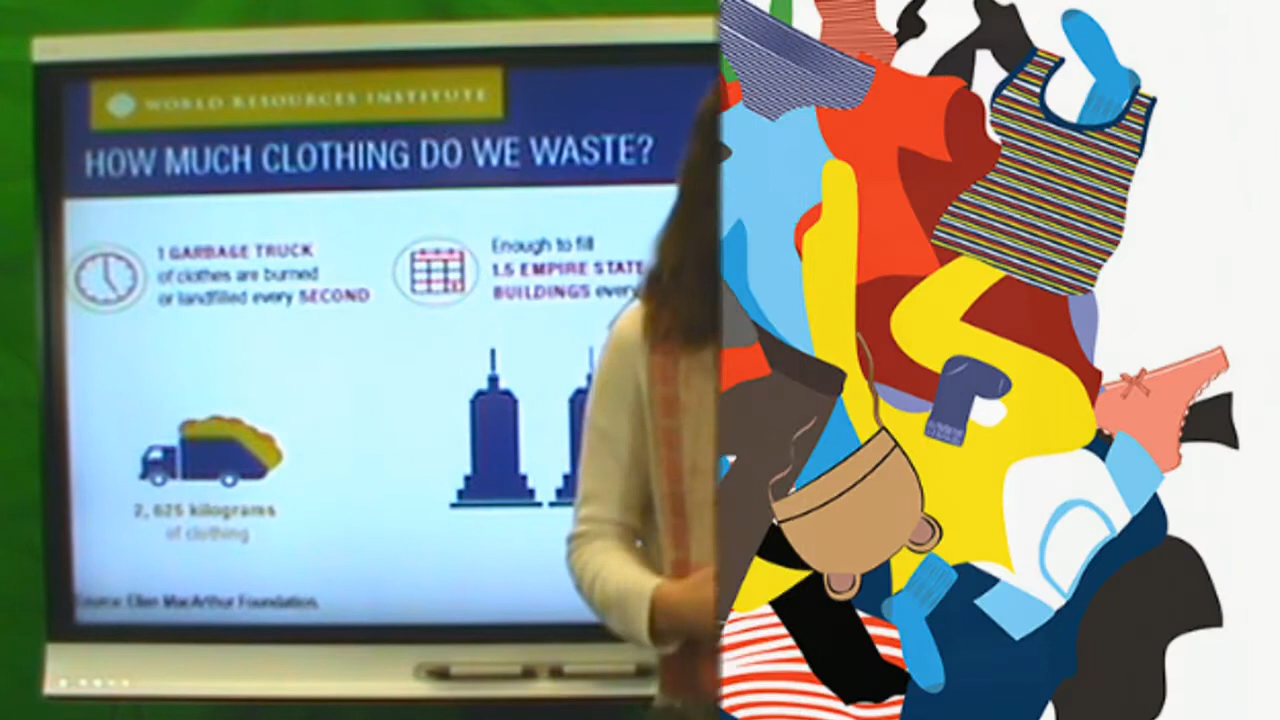 WORLD RESOURCES INSTITUTE
HOW MUCH CLOTHING DO WE WASTE?
1 GARBAGE TRUCK
of clothes are burned
or landfilled every SECOND
Enough to fill
1.5 EMPIRE STATE
BUILDINGS every
2,625 kilograms
of clothing
Source: Ellen MacArthur Foundation.